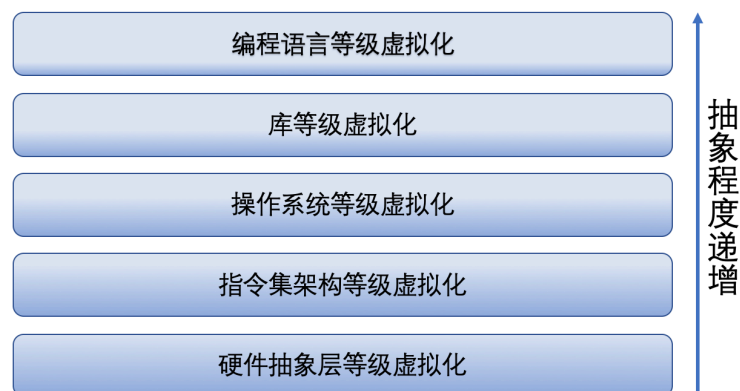 编程语言等级虚拟化
库等级虚拟化
操作系统等级虚拟化
指令集架构等级虚拟化
硬件抽象层等级虚拟化
抽象程度递增